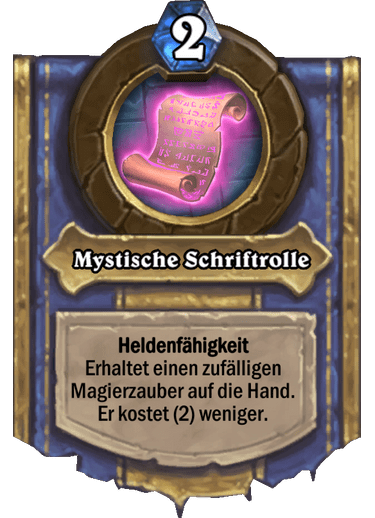 2
Mystische Schriftrolle
Heldenfähigkeit
Erhaltet einen zufälligen
Magierzauber auf die Hand.
Er kostet (2) weniger.